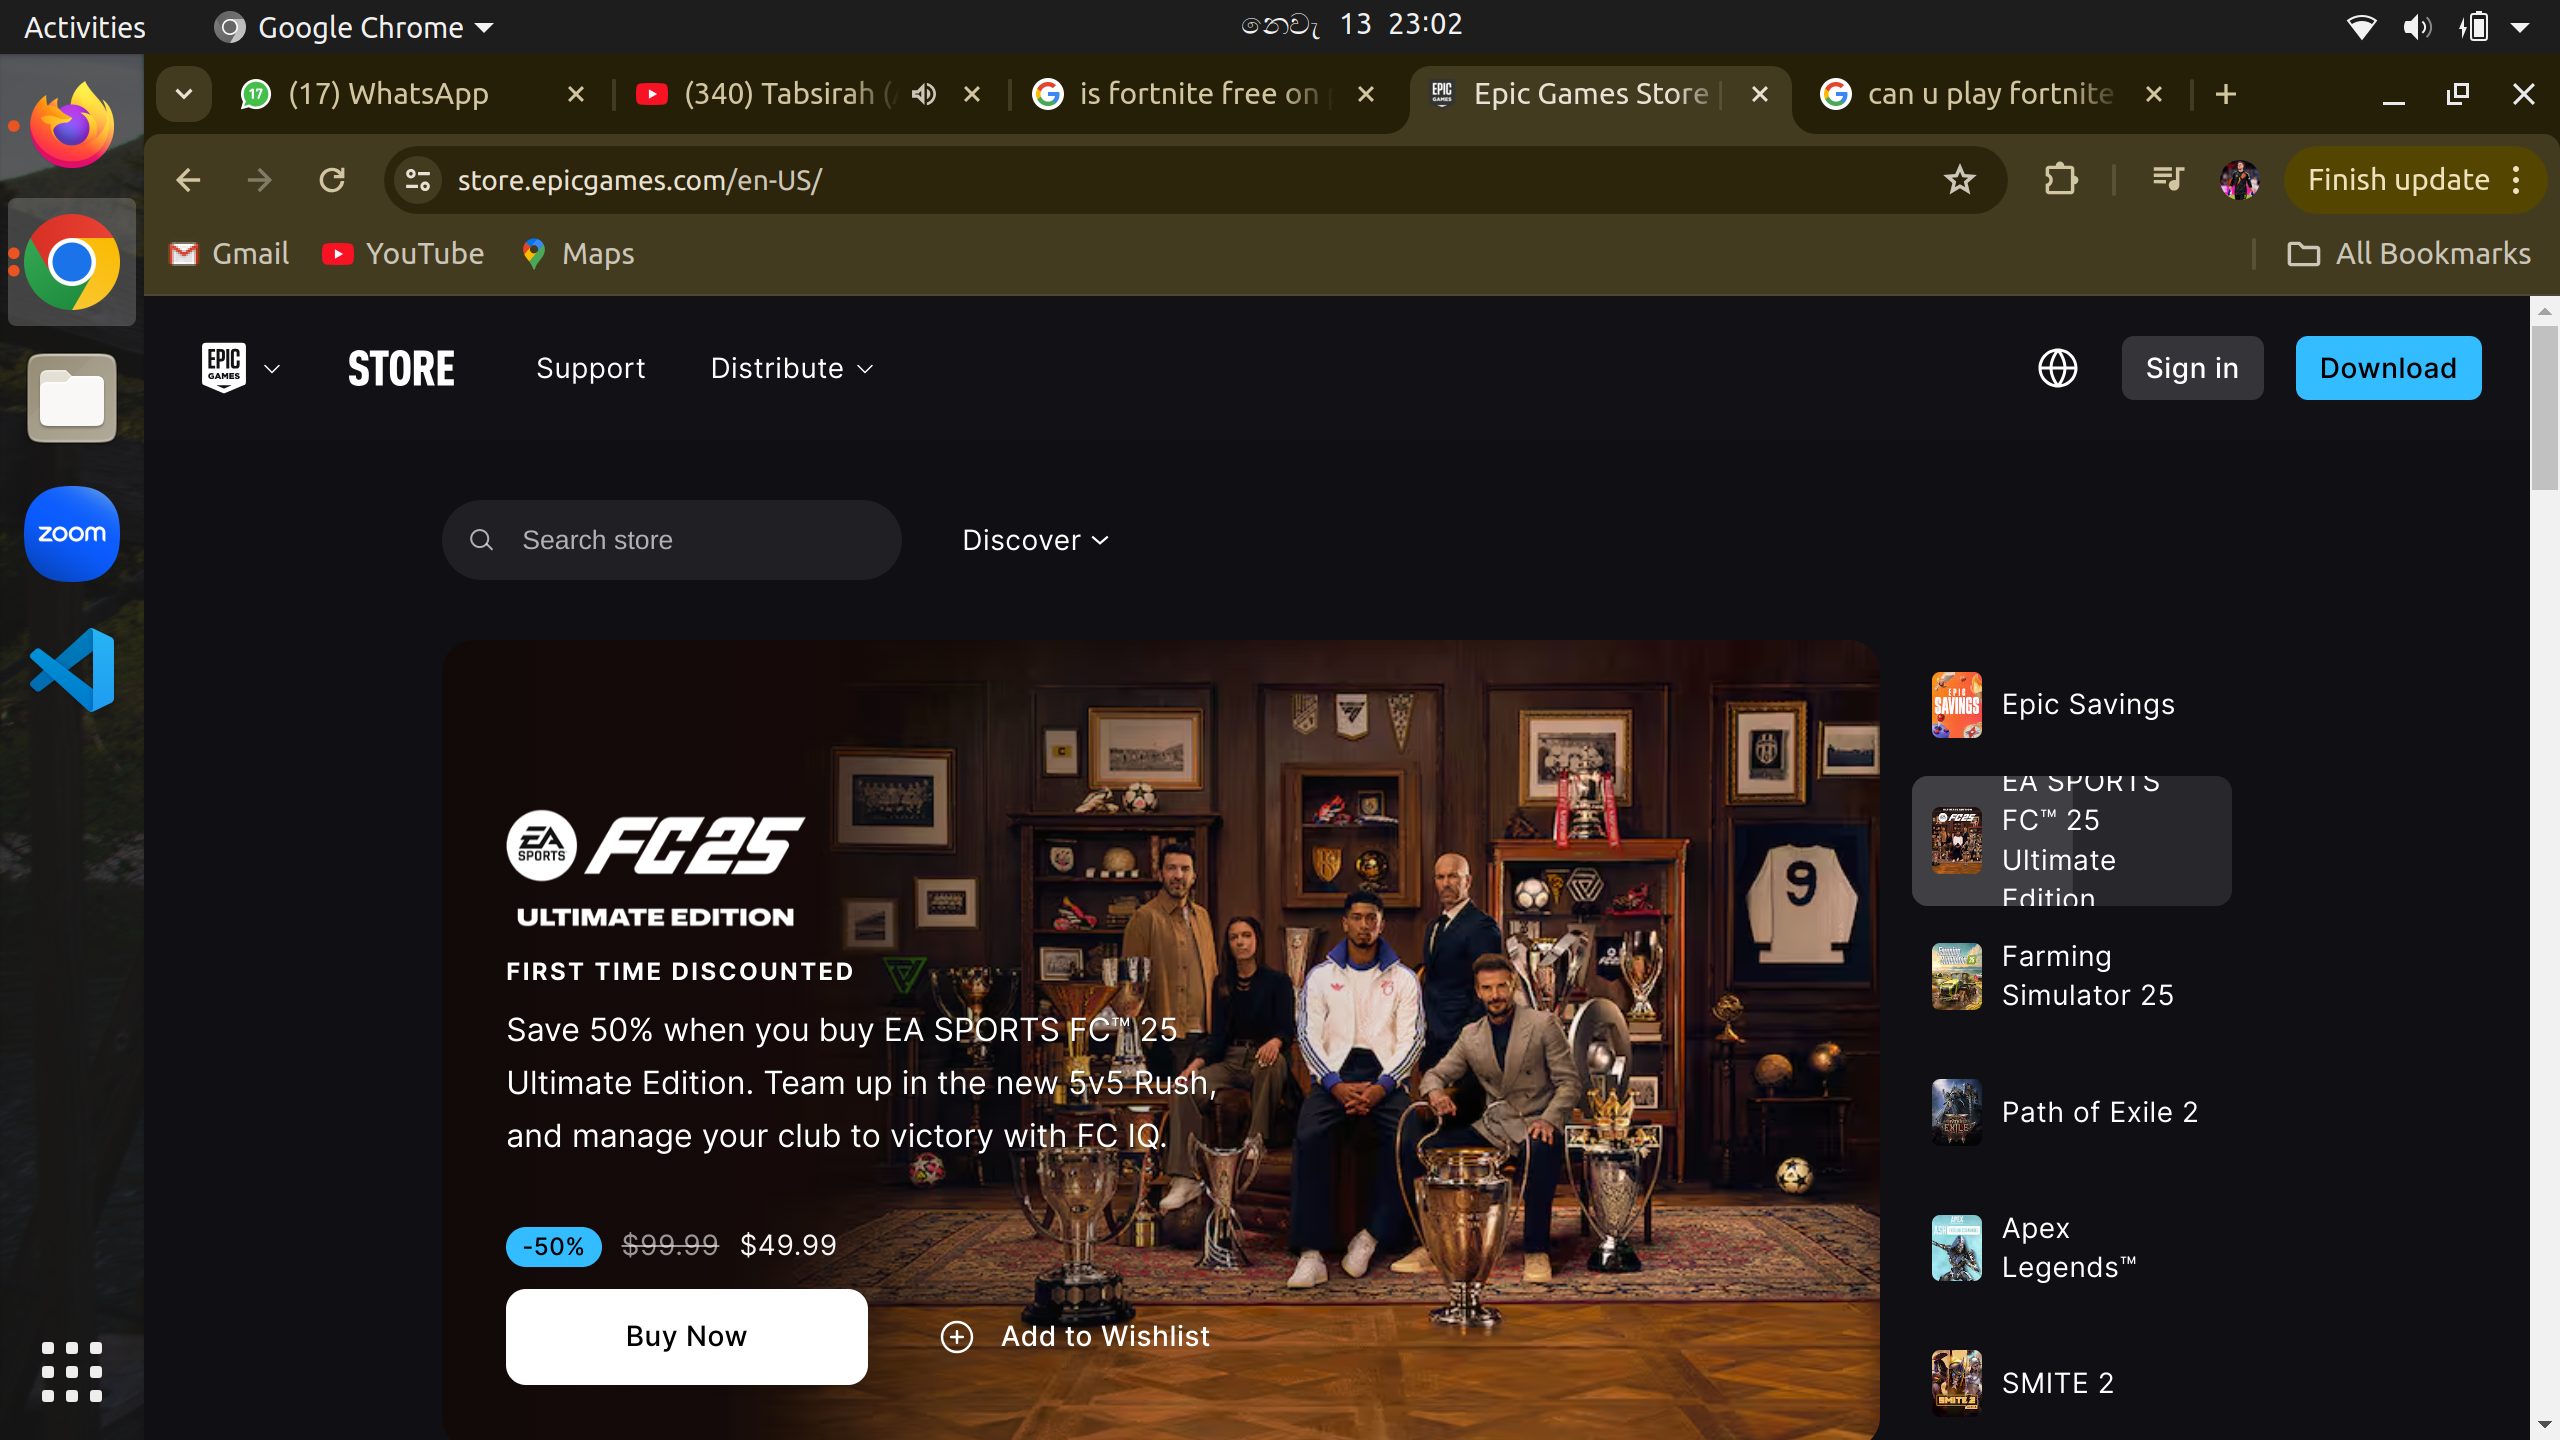 Activities
Google Chrome
නෙවැ 13 23:02
(17) WhatsApp
(340) Tabsirah (
is fortnite free on
Epic Games Store |
can u play fortnite
store.epicgames.com/en-US/
Finish update
Gmail
YouTube
Maps
All Bookmarks
EPIC
GAMES
STORE
Support
Distribute
Sign in
Download
Search store
Discover
zoom
EA
SPORTS
FC25
ULTIMATE EDITION
FIRST TIME DISCOUNTED
Save 50% when you buy EA SPORTS FC™ 25
Ultimate Edition. Team up in the new 5v5 Rush,
and manage your club to victory with FC IQ.
-50% $99.99 $49.99
Buy Now
Add to Wishlist
9
EPIC
SAVINGS
Epic Savings
EA SPORTS
FC™ 25
Ultimate
Edition
Farming
Simulator 25
Path of Exile 2
Apex
Legends™
SMITE 2